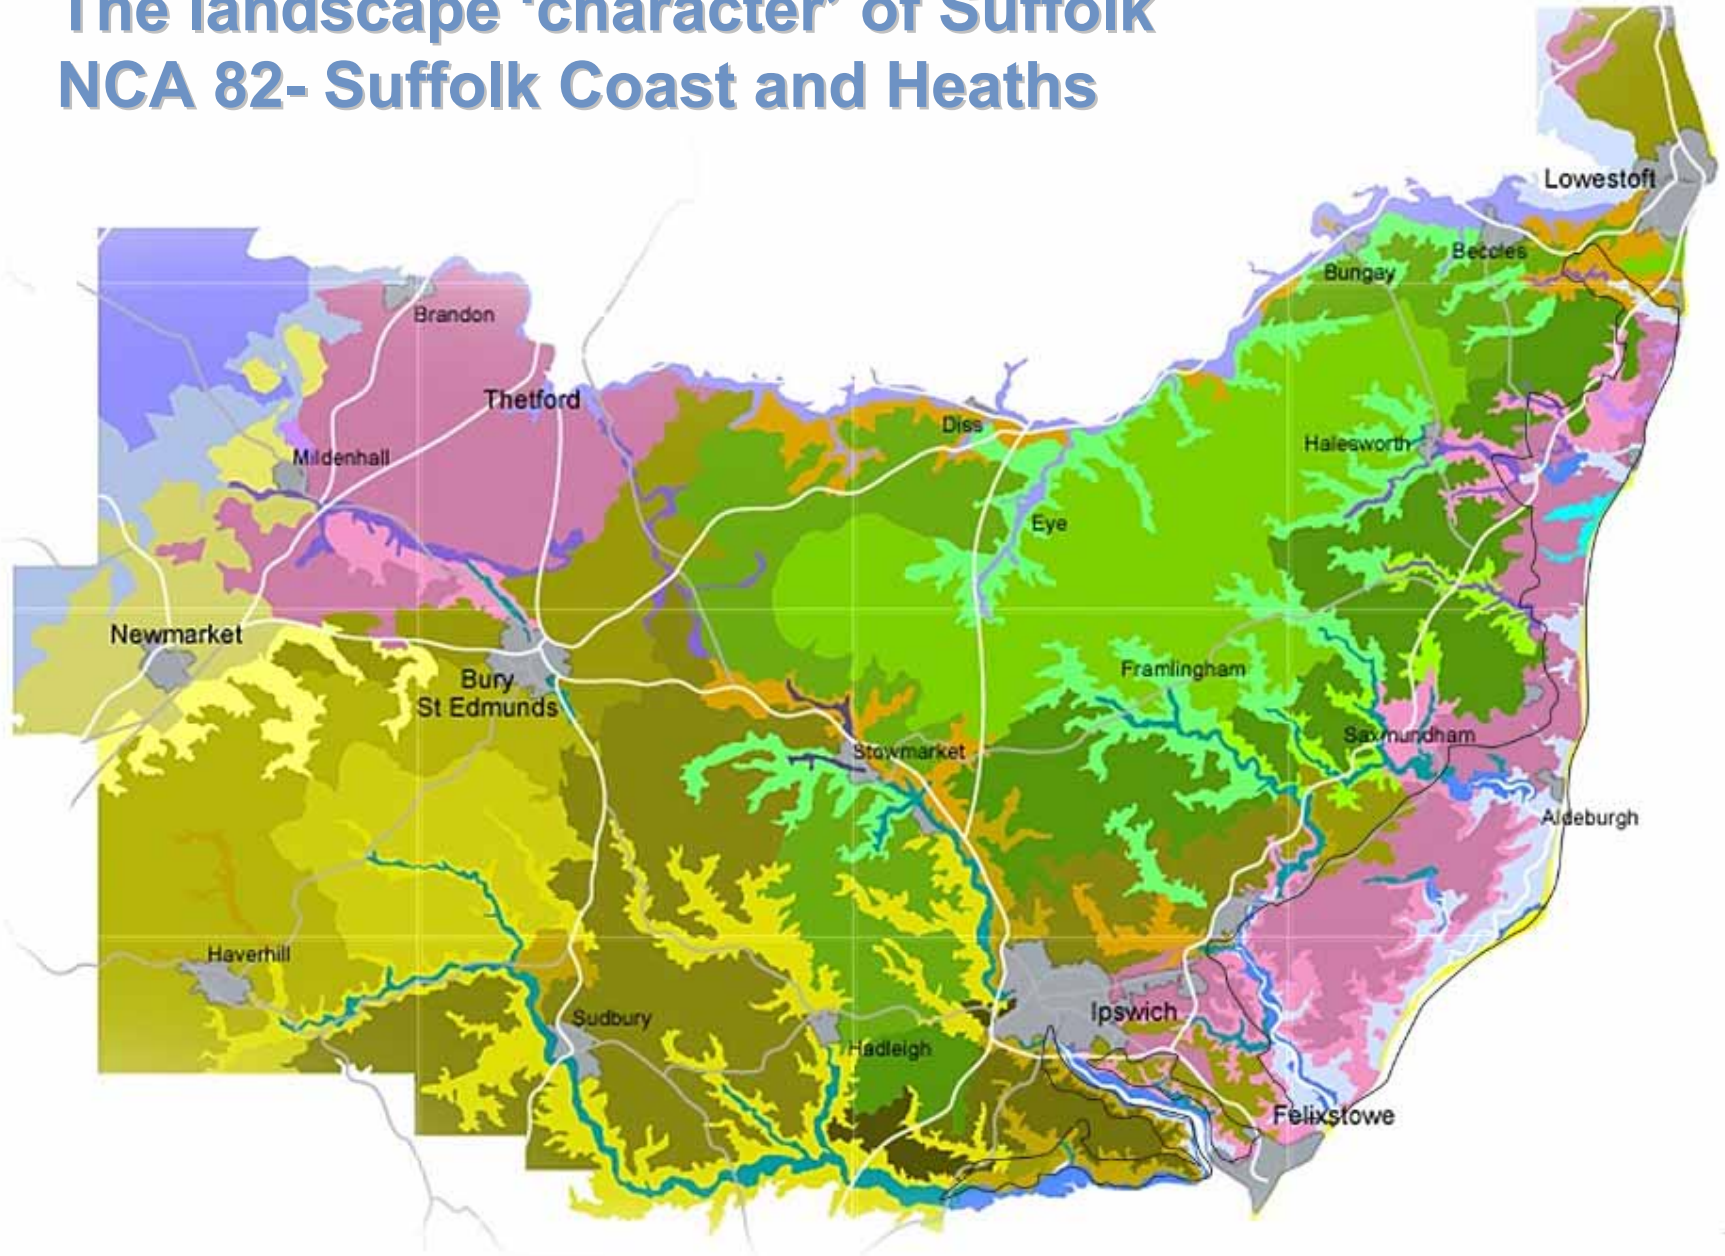 The landscape ‘character’ of Suffolk
NCA 82- Suffolk Coast and Heaths
Lowestoft
Beccles
Bungay
Brandon
Thetford
Diss
Halesworth
Mildenhall
Eye
Newmarket
Framlingham
Bury
St Edmunds
Saxmundham
Stowmarket
Aldeburgh
Haverhill
Ipswich
Sudbury
Hadleigh
Felixstowe